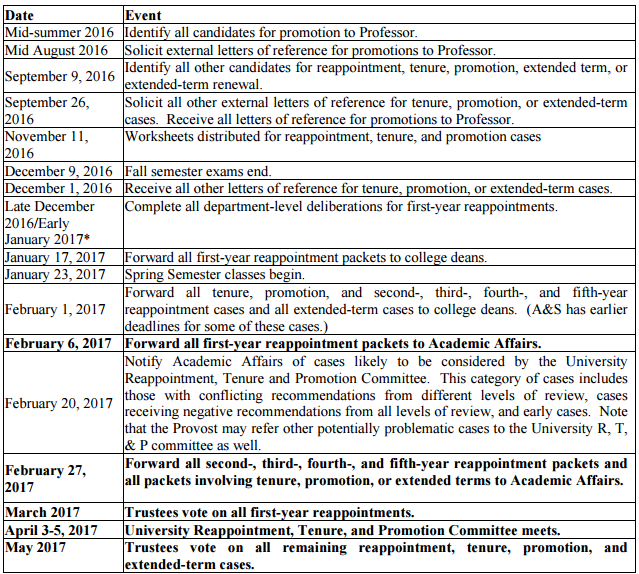 Date Event
Mid-summer 2016 Identify all candidates for promotion to Professor.
Mid August 2016 Solicit external letters of reference for promotions to Professor.
September 9, 2016 Identify all other candidates for reappointment, tenure, promotion, extended term, or
extended-term renewal.
September 26, Solicit all other external letters of reference for tenure, promotion, or extended-term
2016 cases. Receive all letters of reference for promotions to Professor.
November 11, Worksheets distributed for reappointment, tenure, and promotion cases
2016
December 9, 2016 Fall semester exams end.
December 1, 2016 Receive all other letters of reference for tenure, promotion, or extended-term cases.
Late December Complete all department-level deliberations for first-year reappointments.
2016/Early
January 2017*
January 17, 2017 Forward all first-year reappointment packets to college deans.
January 23, 2017 Spring Semester classes begin.
February 1, 2017 Forward all tenure, promotion, and second-, third-, fourth-, and fifth-year
reappointment cases and all extended-term cases to college deans. (A&S has earlier
deadlines for some of these cases.)
February 6, 2017 Forward all first-year reappointment packets to Academic Affairs.
February 20, 2017 Notify Academic Affairs of cases likely to be considered by the University
Reappointment, Tenure and Promotion Committee. This category of cases includes
those with conflicting recommendations from different levels of review, cases
receiving negative recommendations from all levels of review, and early cases. Note
that the Provost may refer other potentially problematic cases to the University R, T,
& P committee as well.
February 27, Forward all second-, third-, fourth-, and fifth-year reappointment packets and
2017 all packets involving tenure, promotion, or extended terms to Academic Affairs.
March 2017 Trustees vote on all first-year reappointments.
April 3-5, 2017 University Reappointment, Tenure, and Promotion Committee meets.
May 2017 Trustees vote on all remaining reappointment, tenure, promotion, and
extended-term cases.